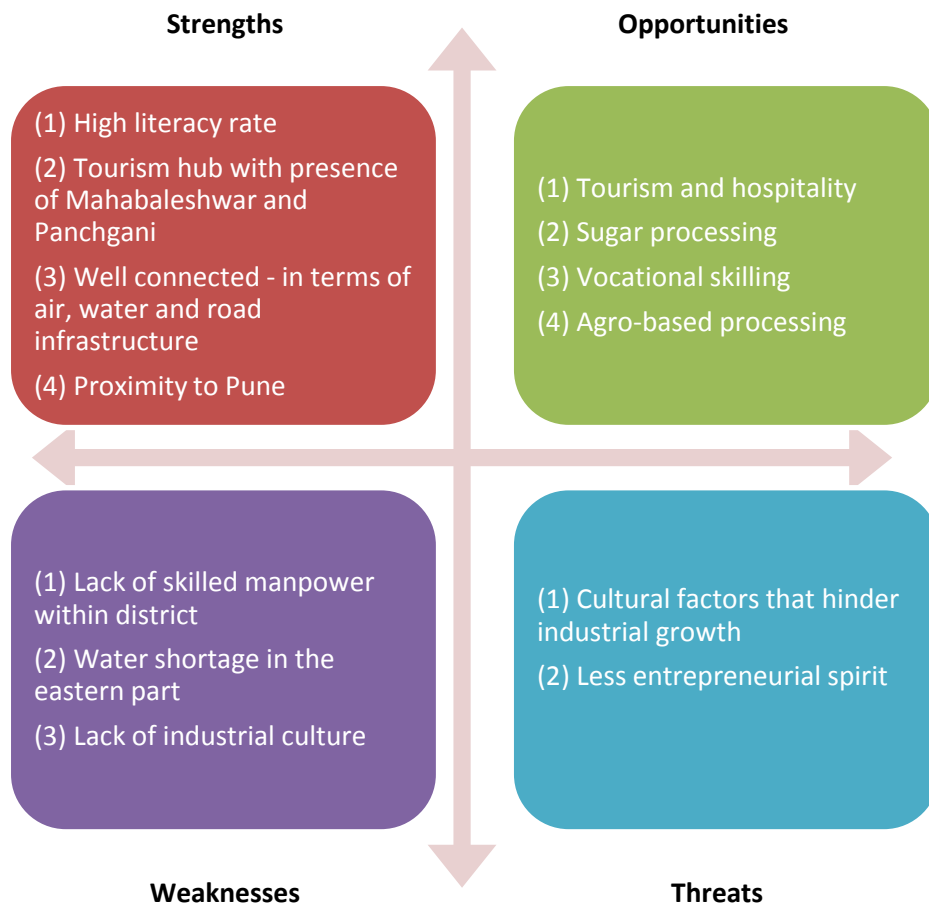 Strengths
Opportunities
(1) High literacy rate
(2) Tourism hub with presence
of Mahabaleshwar and
Panchgani
(3) Well connected - in terms of
air, water and road
infrastructure
(4) Proximity to Pune
(1) Tourism and hospitality
(2) Sugar processing
(3) Vocational skilling
(4) Agro-based processing
(1) Lack of skilled manpower
within district
(2) Water shortage in the
eastern part
(3) Lack of industrial culture
(1) Cultural factors that hinder
industrial growth
(2) Less entrepreneurial spirit
Weaknesses
Threats